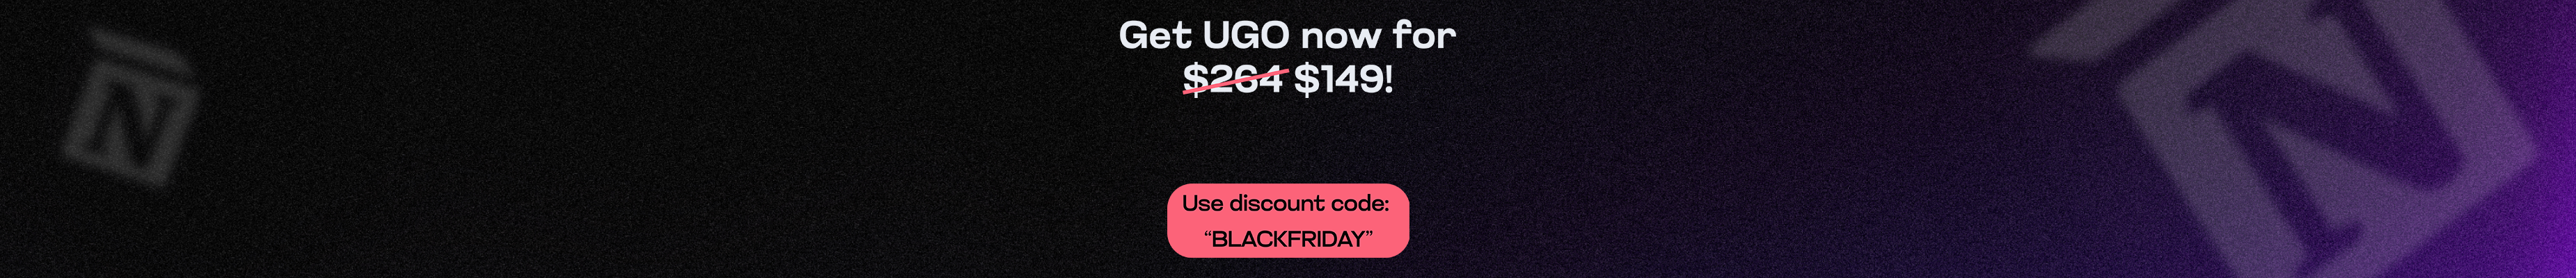 Get UGO now for
$264 $149!
Use discount code:
“BLACKFRIDAY”
N
N